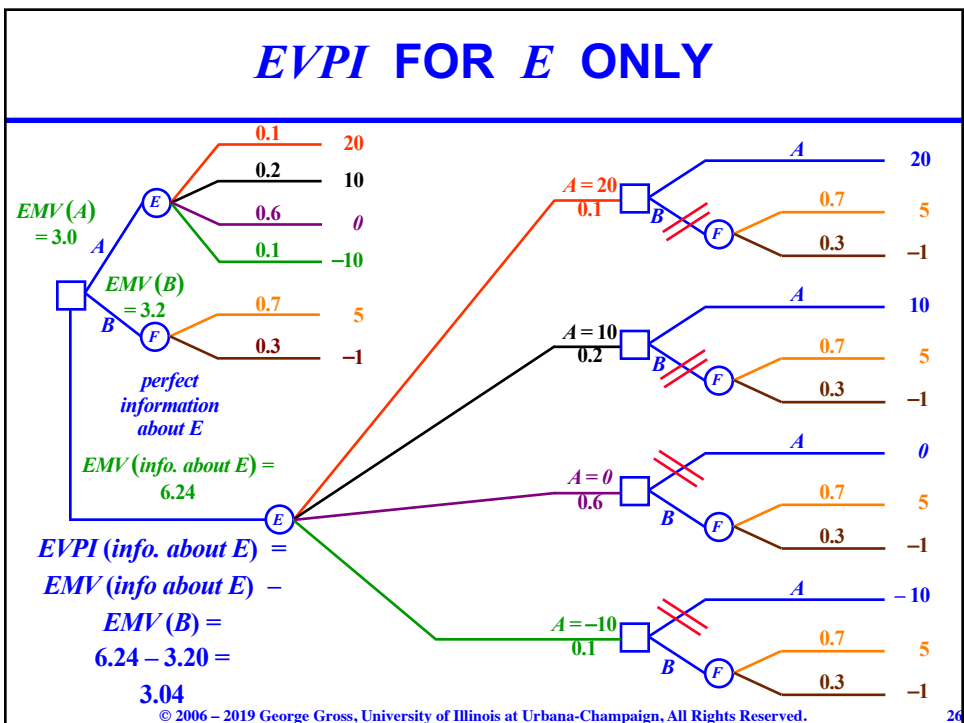 EVPI FOR E ONLY
0.1 20
0.2 10
E
0.6 0
EMV (A)
= 3.0
A
0.1 –10
EMV (B)
= 3.2
0.7 5
B
F
0.3 –1
perfect
information
about E
EMV (info. about E) =
6.24
E
EVPI (info. about E) =
EMV (info about E) –
EMV (B) =
6.24 – 3.20 =
3.04
A 20
A = 20
0.1
B
0.7 5
F
0.3 –1
A 10
A = 10
0.2
B
0.7 5
F
0.3 –1
A 0
A = 0
0.6
B
0.7 5
F
0.3 –1
A – 10
A = –10
0.1
B
0.7 5
F
0.3 –1
© 2006 – 2019 George Gross, University of Illinois at Urbana-Champaign, All Rights Reserved. 26